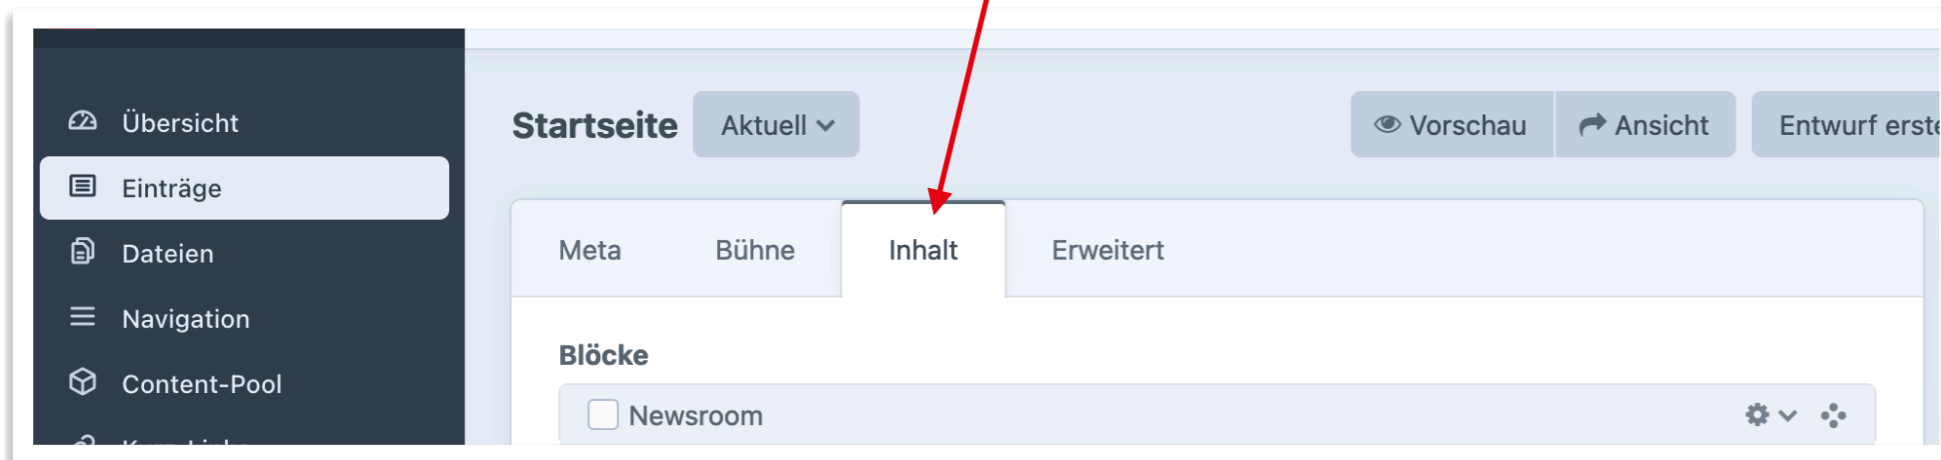 Übersicht
Einträge
Dateien
Navigation
Content-Pool
Startseite
Aktuell
Vorschau
Ansicht
Entwurf erste
Meta
Bühne
Inhalt
Erweitert
Blöcke
Newsroom